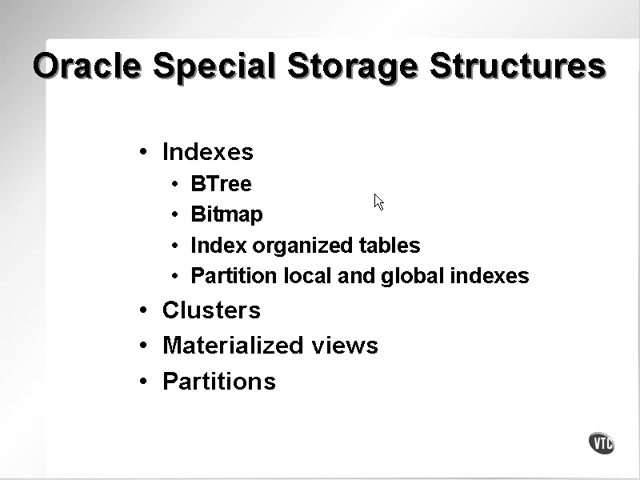 Oracle Special Storage Structures
• Indexes
• BTree
• Bitmap
• Index organized tables
• Partition local and global indexes
• Clusters
• Materialized views
• Partitions
VTC